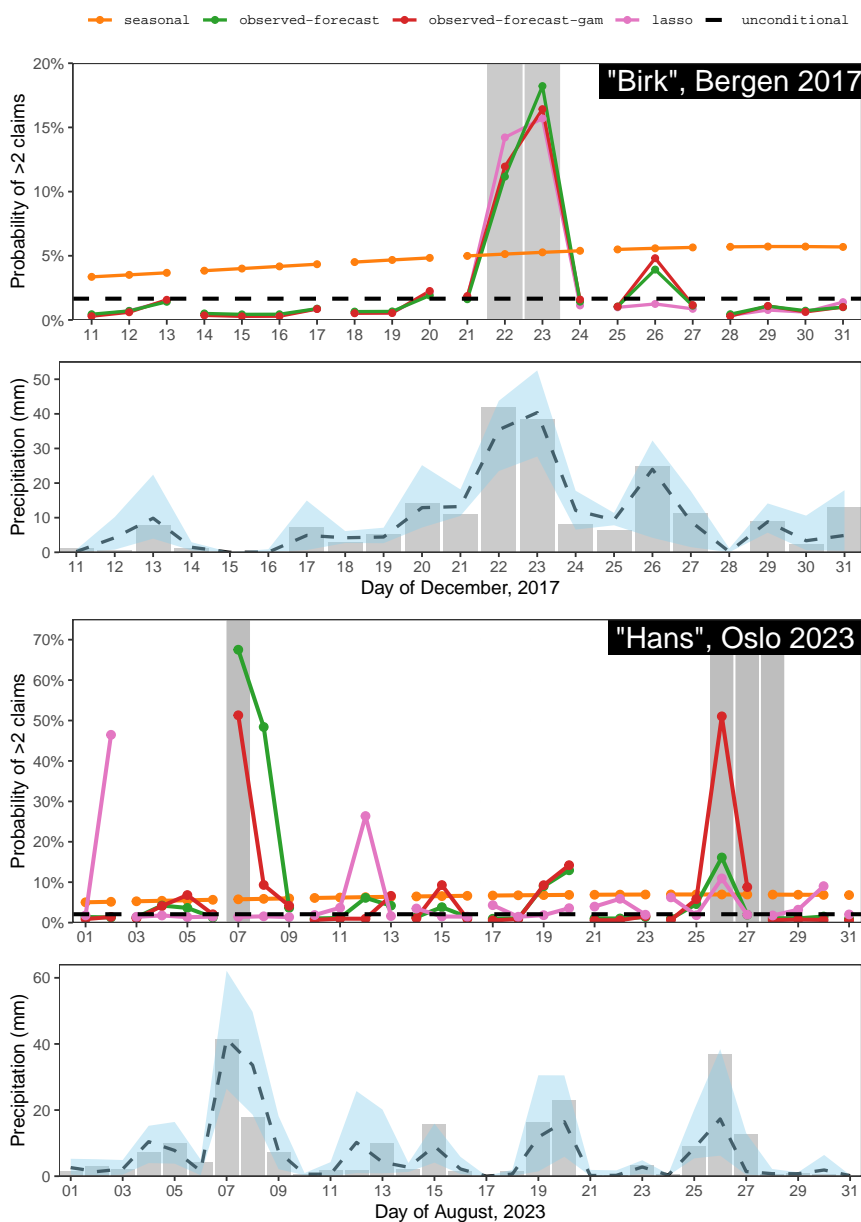 seasonal observed-forecast observed-forecast-gam lasso unconditional
"Birk", Bergen 2017
Probability of >2 claims
20%
15%
10%
5%
0%
11 12 13 14 15 16 17 18 19 20 21 22 23 24 25 26 27 28 29 30 31
Precipitiation (mm)
50
40
30
20
10
0
11 12 13 14 15 16 17 18 19 20 21 22 23 24 25 26 27 28 29 30 31
Day of December, 2017
"Hans", Oslo 2023
Probability of >2 claims
70%
60%
50%
40%
30%
20%
10%
0%
01 03 05 07 09 11 13 15 17 19 21 23 25 27 29 31
Precipitation (mm)
60
40
20
0
01 03 05 07 09 11 13 15 17 19 21 23 25 27 29 31
Day of August, 2023